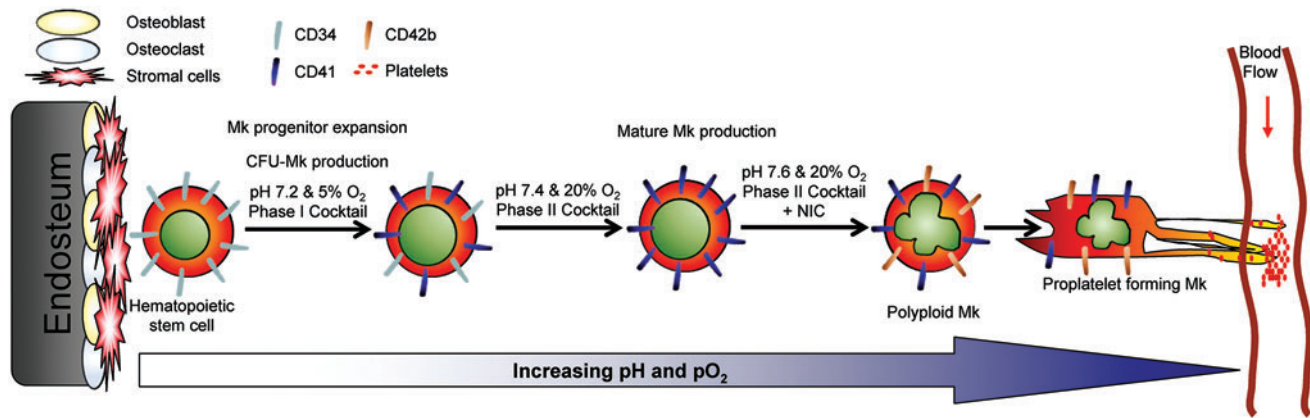 Osteoblast
Osteoclast
Stromal cells
CD34
CD41
CD42b
Platelets
Blood
Flow
Endosteum
Mk progenitor expansion
CFU-Mk production
pH 7.2 & 5% O₂
Phase I Cocktail
pH 7.4 & 20% O₂
Phase II Cocktail
Mature Mk production
pH 7.6 & 20% O₂
Phase II Cocktail
+ NIC
Hematopoietic
stem cell
Polyploid Mk
Proplatelet forming Mk
Increasing pH and pO₂